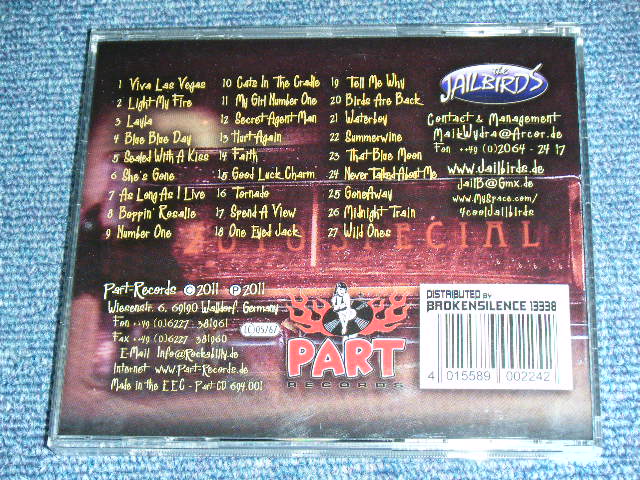 1 Viva Las Vegas
2 Light My Fire
3 Layla
4 Blue Blue Day
5 Sealed With A Kiss
6 She's Gone
7 As Long As I Live
8 Boppin' Rosalie
9 Number One
10 Cats In The Cradle
11 My Girl Number One
12 Secret Agent Man
13 Hurt Again
14 Faith
15 Good Luck Charm
16 Tornado
17 Spend A View
18 One Eyed Jack
19 Tell Me Why
20 Birds Are Back
21 Waterboy
22 Summerwine
23 That Blue Moon
24 Never Talked About Me
25 Gone Away
26 Midnight Train
27 Wild Ones
the
JAILBIRDS
Contact & Management
MaikWydra@Arcor.de
Fon ++49 (0)2064 - 24 17
www.Jailbirds.de
JailB@Gmx.de
www.MySpace.com/
4cooljailbirds
SPECIAL
Part-Records © 2011 ℗ 2011
Wiesenstr. 6, 69190 Walldorf, Germany
Fon ++49 (0)6227 - 381961
Fax ++49 (0)6227 - 381960
E-Mail Info@Rockabilly.de
Internet www.Part-Records.de
Made in the EEC - Part-CD 694.001
LC 05767
PART
RECORDS
DISTRIBUTED BY
BROKENSILENCE 13338
4 015589 002242